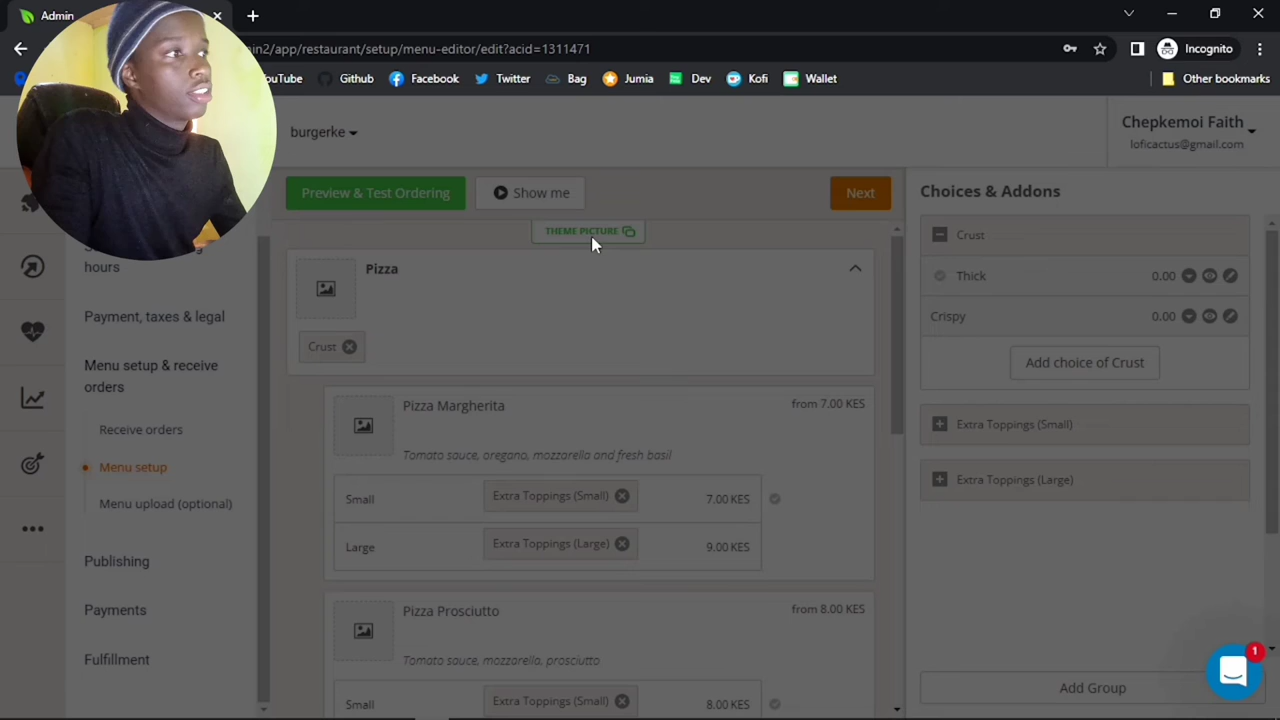 Admin
min2/app/restaurant/setup/menu-editor/edit?acid=1311471
Incognito
YouTube
Github
Facebook
Twitter
Bag
Jumia
Dev
Kofi
Wallet
Other bookmarks
burgerke
Chepkemoi Faith
loficactus@gmail.com
hours
Payment, taxes & legal
Menu setup & receive
orders
Receive orders
Menu setup
Menu upload (optional)
Publishing
Payments
Fulfillment
Preview & Test Ordering
Show me
Next
THEME PICTURE
Pizza
Crust
Pizza Margherita
from 7.00 KES
Tomato sauce, oregano, mozzarella and fresh basil
Small
Extra Toppings (Small)
7.00 KES
Large
Extra Toppings (Large)
9.00 KES
Pizza Prosciutto
from 8.00 KES
Tomato sauce, mozzarella, prosciutto
Small
Extra Toppings (Small)
8.00 KES
Choices & Addons
Crust
Thick
0.00
Crispy
0.00
Add choice of Crust
Extra Toppings (Small)
Extra Toppings (Large)
Add Group
1